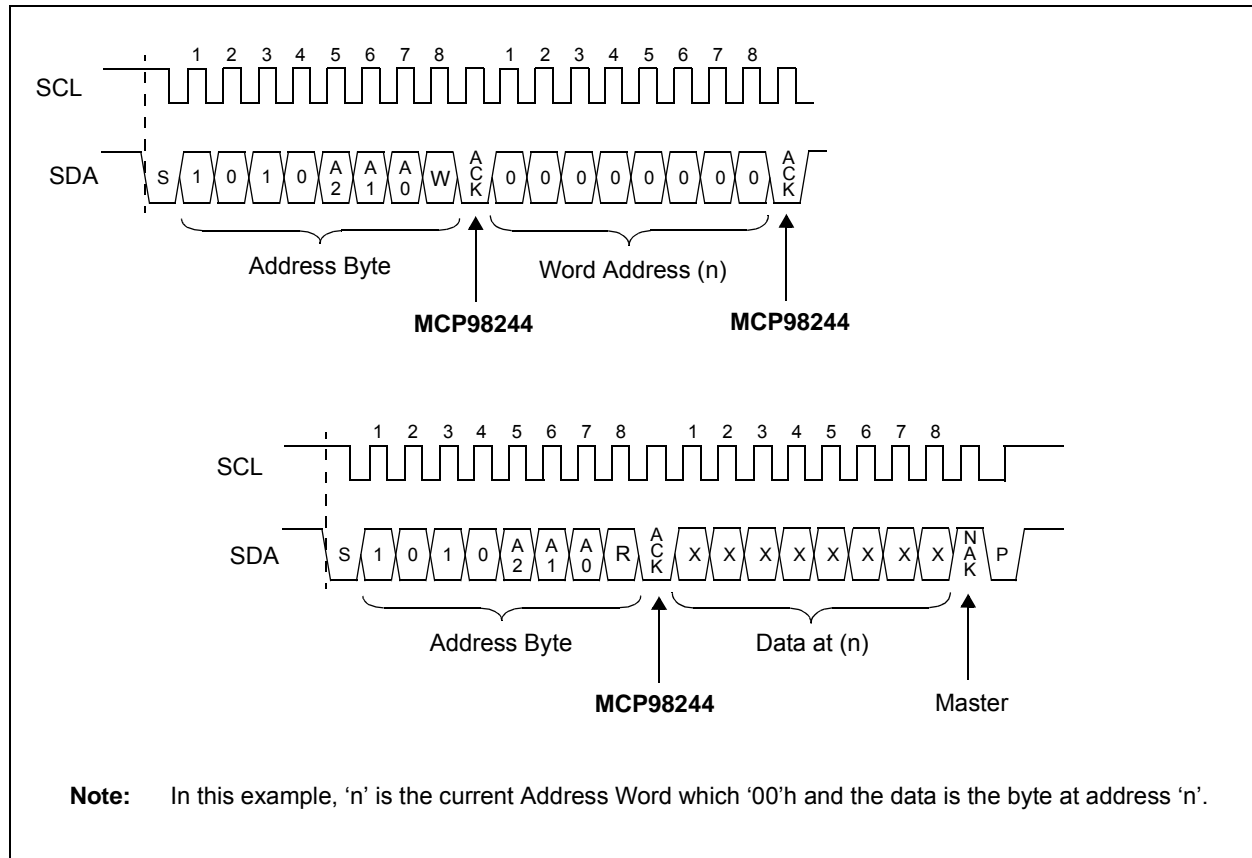 1 2 3 4 5 6 7 8 1 2 3 4 5 6 7 8
SCL
SDA
S 1 0 1 0 A2 A1 A0 W ACK 0 0 0 0 0 0 0 0 ACK
Address Byte Word Address (n)
MCP98244 MCP98244
1 2 3 4 5 6 7 8 1 2 3 4 5 6 7 8
SCL
SDA
S 1 0 1 0 A2 A1 A0 R ACK X X X X X X X X NAK P
Address Byte Data at (n)
MCP98244 Master
Note: In this example, ‘n’ is the current Address Word which ‘00’h and the data is the byte at address ‘n’.